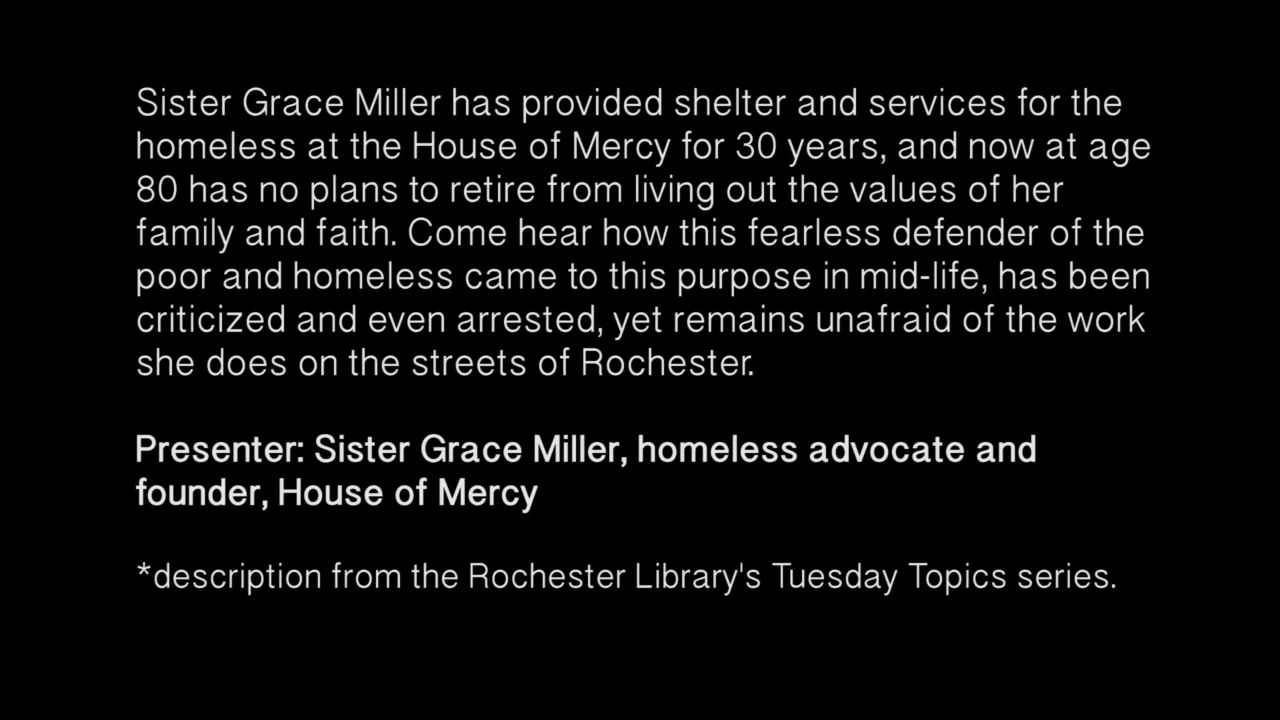 Sister Grace Miller has provided shelter and services for the
homeless at the House of Mercy for 30 years, and now at age
80 has no plans to retire from living out the values of her
family and faith. Come hear how this fearless defender of the
poor and homeless came to this purpose in mid-life, has been
criticized and even arrested, yet remains unafraid of the work
she does on the streets of Rochester.
Presenter: Sister Grace Miller, homeless advocate and
founder, House of Mercy
*description from the Rochester Library's Tuesday Topics series.